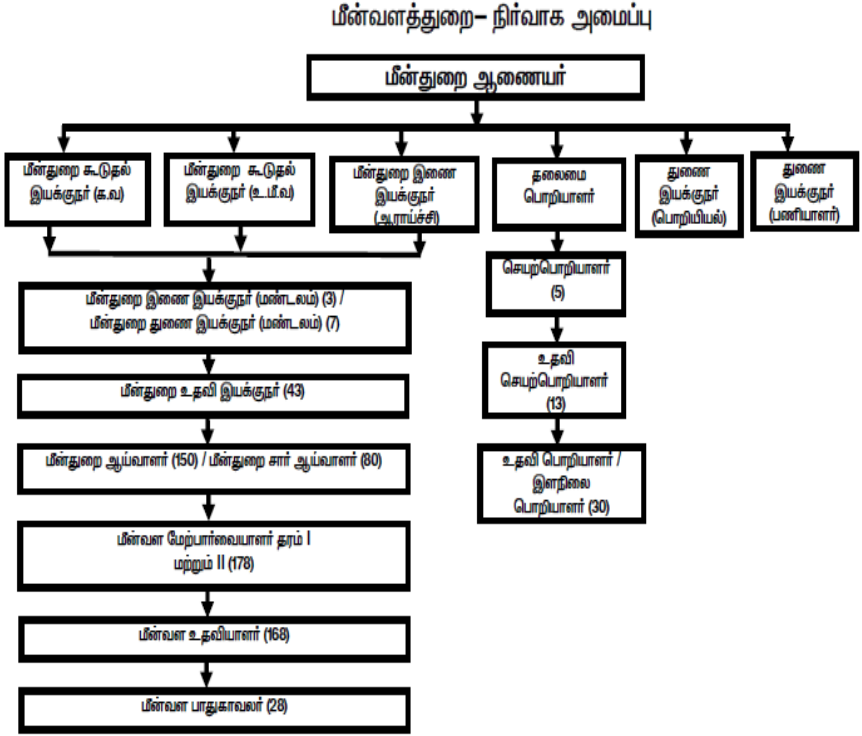 மீன்வளத்துறை– நிர்வாக அமைப்பு
மீன்துறை ஆணையர்
மீன்துறை கூடுதல்
இயக்குநர் (க.வ)
மீன்துறை கூடுதல்
இயக்குநர் (உ.மீ.வ)
மீன்துறை இணை
இயக்குநர்
(ஆராய்ச்சி)
தலைமை
பொறியாளர்
துணை
இயக்குநர்
(பொறியியல்)
துணை
இயக்குநர்
(பணியாளர்)
மீன்துறை இணை இயக்குநர் (மண்டலம்) (3) /
மீன்துறை துணை இயக்குநர் (மண்டலம்) (7)
மீன்துறை உதவி இயக்குநர் (43)
மீன்துறை ஆய்வாளர் (150) / மீன்துறை சார் ஆய்வாளர் (80)
மீன்வள மேற்பார்வையாளர் தரம் I
மற்றும் II (178)
மீன்வள உதவியாளர் (168)
மீன்வள பாதுகாவலர் (28)
செயற்பொறியாளர்
(5)
உதவி
செயற்பொறியாளர்
(13)
உதவி பொறியாளர் /
இளநிலை
பொறியாளர் (30)